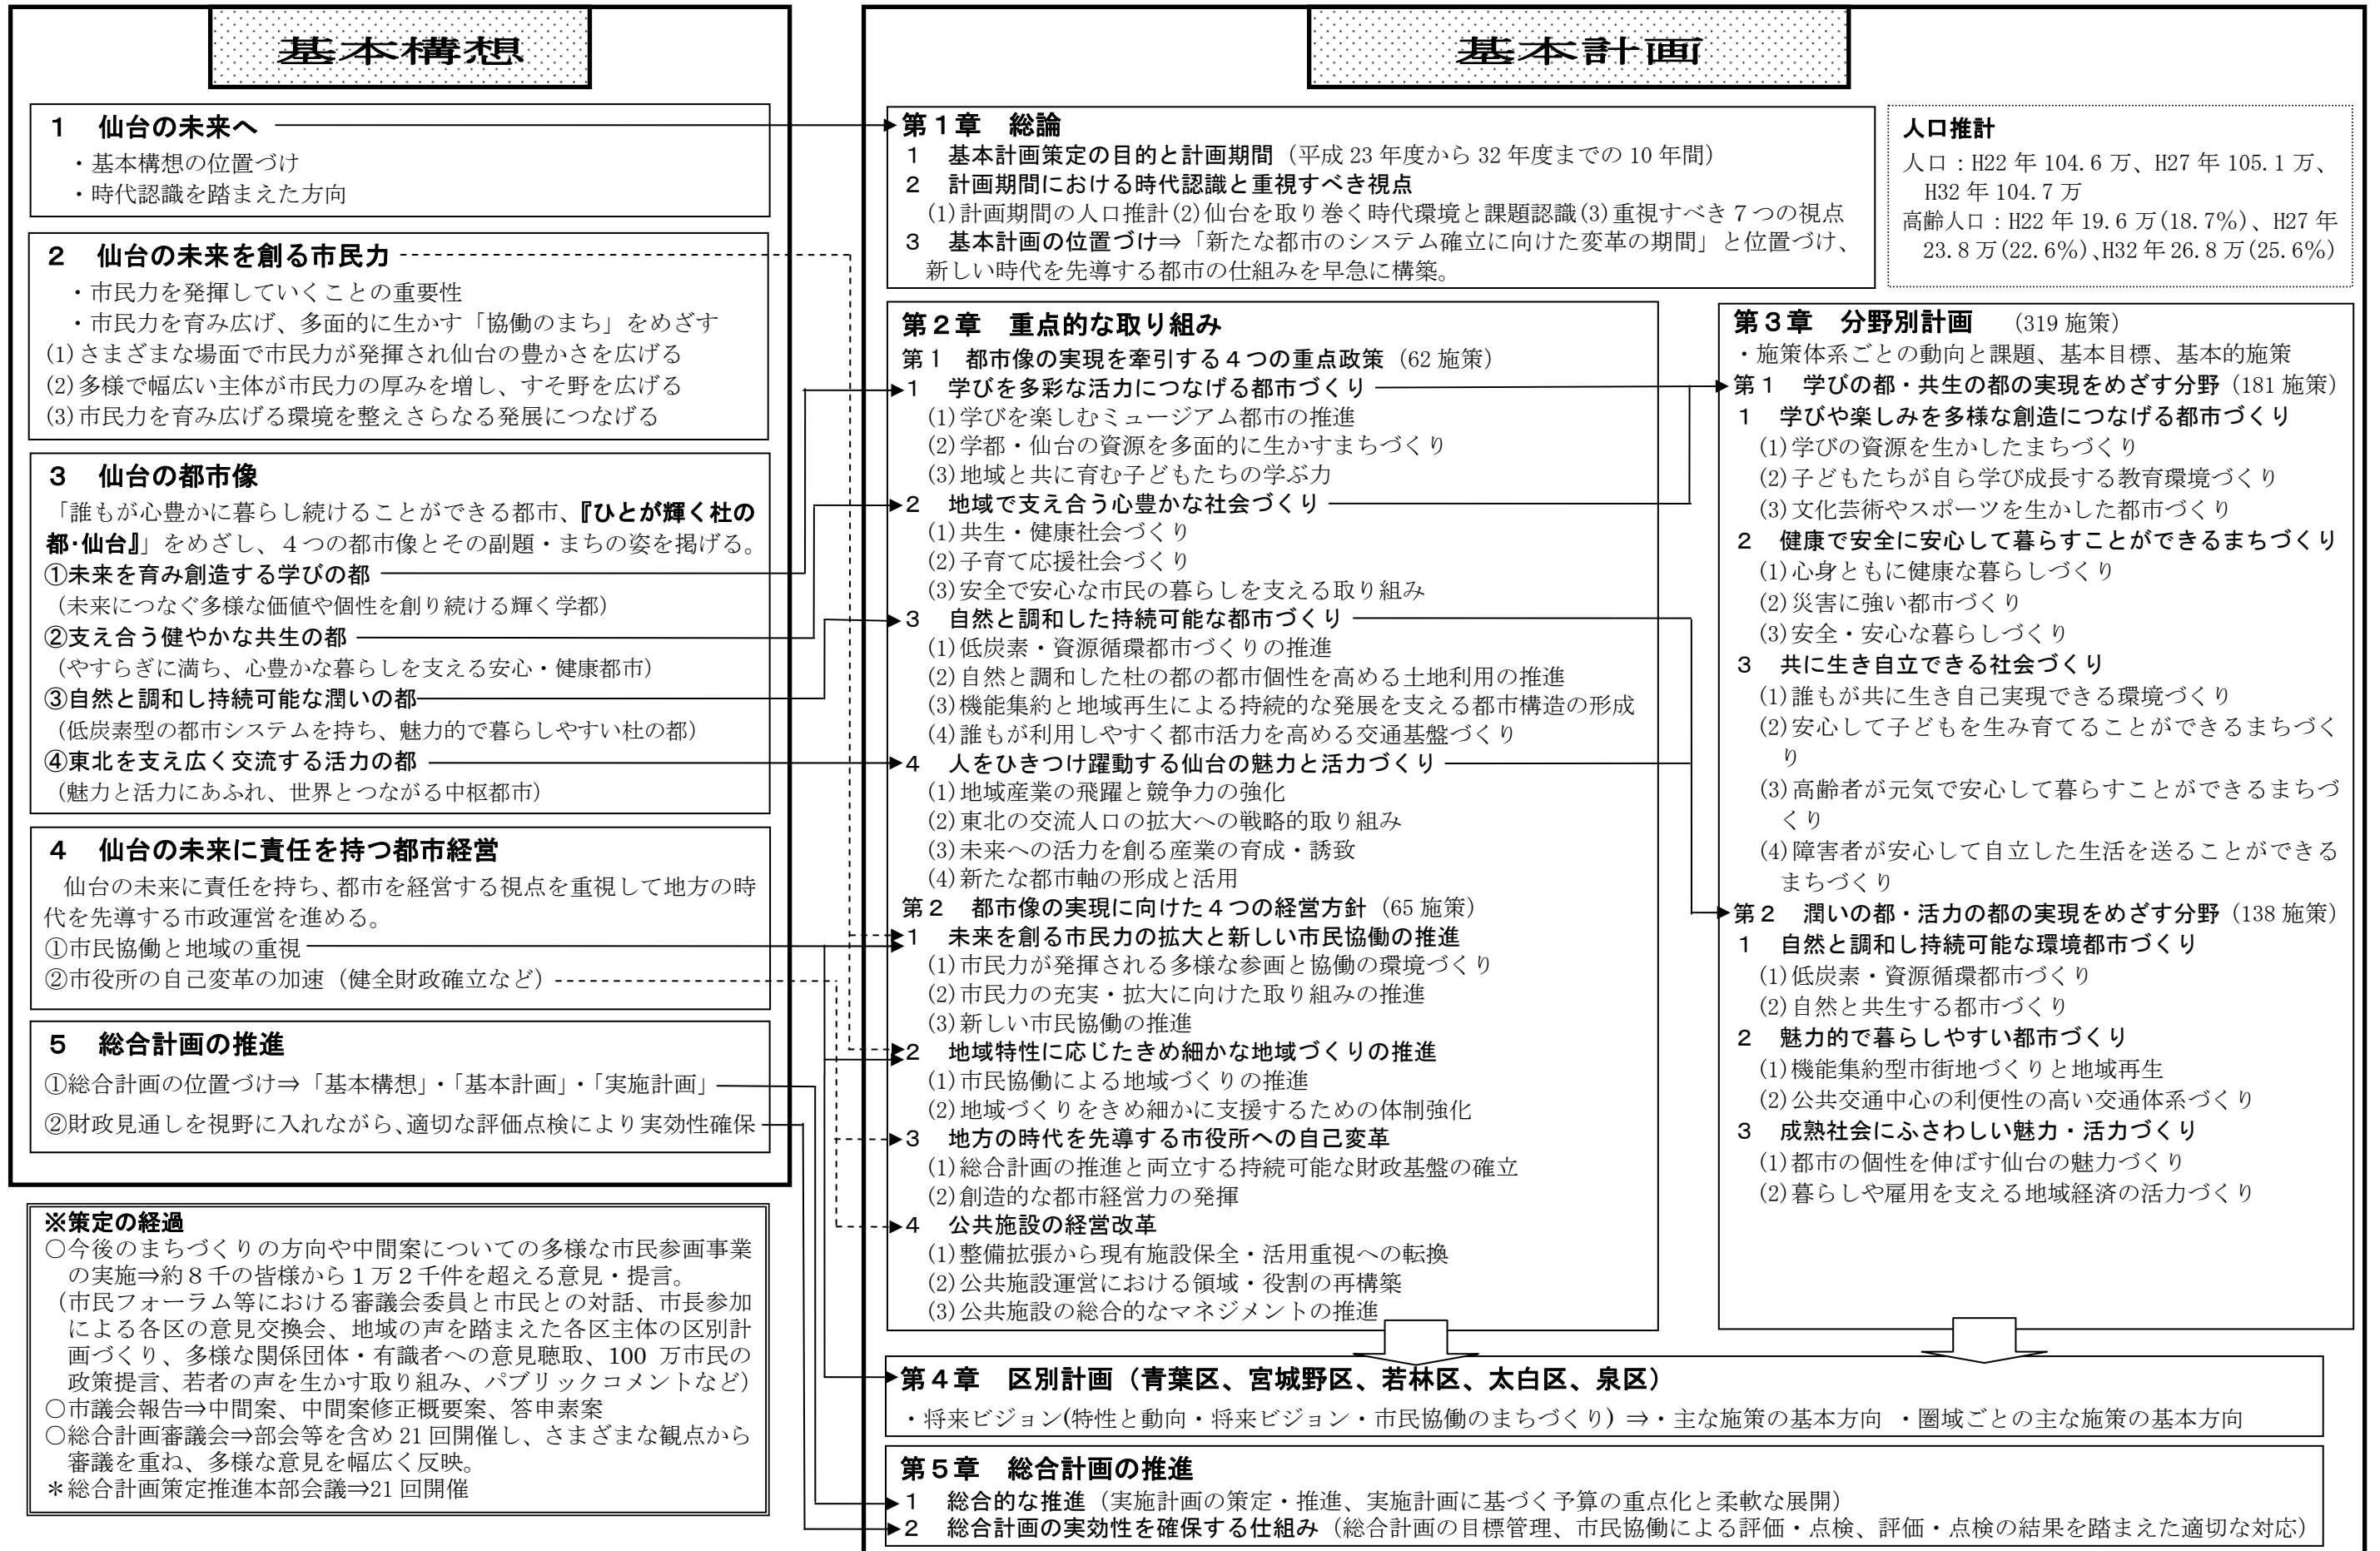 基本構想
1 仙台の未来へ
・基本構想の位置づけ
・時代認識を踏まえた方向
2 仙台の未来を創る市民力
・市民力を発揮していくことの重要性
・市民力を育み広げ、多面的に生かす「協働のまち」をめざす
(1)さまざまな場面で市民力が発揮され仙台の豊かさを広げる
(2)多様で幅広い主体が市民力の厚みを増し、すそ野を広げる
(3)市民力を育み広げる環境を整えさらなる発展につなげる
3 仙台の都市像
「誰もが心豊かに暮らし続けることができる都市、『ひとが輝く杜の
都・仙台』」をめざし、4つの都市像とその副題・まちの姿を掲げる。
①未来を育み創造する学びの都
(未来につなぐ多様な価値や個性を創り続ける輝く学都)
②支え合う健やかな共生の都
(やすらぎに満ち、心豊かな暮らしを支える安心・健康都市)
③自然と調和し持続可能な潤いの都
(低炭素型の都市システムを持ち、魅力的で暮らしやすい杜の都)
④東北を支え広く交流する活力の都
(魅力と活力にあふれ、世界とつながる中枢都市)
4 仙台の未来に責任を持つ都市経営
仙台の未来に責任を持ち、都市を経営する視点を重視して地方の時
代を先導する市政運営を進める。
①市民協働と地域の重視
②市役所の自己変革の加速(健全財政確立など)
5 総合計画の推進
①総合計画の位置づけ⇒「基本構想」・「基本計画」・「実施計画」
②財政見通しを視野に入れながら、適切な評価点検により実効性確保
※策定の経過
○今後のまちづくりの方向や中間案についての多様な市民参画事業
の実施⇒約8千の皆様から1万2千件を超える意見・提言。
(市民フォーラム等における審議会委員と市民との対話、市長参加
による各区の意見交換会、地域の声を踏まえた各区主体の区別計
画づくり、多様な関係団体・有識者への意見聴取、100 万市民の
政策提言、若者の声を生かす取り組み、パブリックコメントなど)
○市議会報告⇒中間案、中間案修正概要案、答申素案
○総合計画審議会⇒部会等を含め 21 回開催し、さまざまな観点から
審議を重ね、多様な意見を幅広く反映。
*総合計画策定推進本部会議⇒21 回開催
基本計画
第1章 総論
1 基本計画策定の目的と計画期間(平成 23 年度から 32 年度までの 10 年間)
2 計画期間における時代認識と重視すべき視点
(1)計画期間の人口推計(2)仙台を取り巻く時代環境と課題認識(3)重視すべき7つの視点
3 基本計画の位置づけ⇒「新たな都市のシステム確立に向けた変革の期間」と位置づけ、
新しい時代を先導する都市の仕組みを早急に構築。
人口推計
人口:H22 年 104.6 万、H27 年 105.1 万、
H32 年 104.7 万
高齢人口:H22 年 19.6 万(18.7%)、H27 年
23.8 万(22.6%)、H32 年 26.8 万(25.6%)
第2章 重点的な取り組み
第1 都市像の実現を牽引する4つの重点政策(62 施策)
1 学びを多彩な活力につなげる都市づくり
(1)学びを楽しむミュージアム都市の推進
(2)学都・仙台の資源を多面的に生かすまちづくり
(3)地域と共に育む子どもたちの学ぶ力
2 地域で支え合う心豊かな社会づくり
(1)共生・健康社会づくり
(2)子育て応援社会づくり
(3)安全で安心な市民の暮らしを支える取り組み
3 自然と調和した持続可能な都市づくり
(1)低炭素・資源循環都市づくりの推進
(2)自然と調和した杜の都の都市個性を高める土地利用の推進
(3)機能集約と地域再生による持続的な発展を支える都市構造の形成
(4)誰もが利用しやすく都市活力を高める交通基盤づくり
4 人をひきつけ躍動する仙台の魅力と活力づくり
(1)地域産業の飛躍と競争力の強化
(2)東北の交流人口の拡大への戦略的取り組み
(3)未来への活力を創る産業の育成・誘致
(4)新たな都市軸の形成と活用
第2 都市像の実現に向けた4つの経営方針(65 施策)
1 未来を創る市民力の拡大と新しい市民協働の推進
(1)市民力が発揮される多様な参画と協働の環境づくり
(2)市民力の充実・拡大に向けた取り組みの推進
(3)新しい市民協働の推進
2 地域特性に応じたきめ細かな地域づくりの推進
(1)市民協働による地域づくりの推進
(2)地域づくりをきめ細かに支援するための体制強化
3 地方の時代を先導する市役所への自己変革
(1)総合計画の推進と両立する持続可能な財政基盤の確立
(2)創造的な都市経営力の発揮
4 公共施設の経営改革
(1)整備拡張から現有施設保全・活用重視への転換
(2)公共施設運営における領域・役割の再構築
(3)公共施設の総合的なマネジメントの推進
第3章 分野別計画 (319 施策)
・施策体系ごとの動向と課題、基本目標、基本的施策
第1 学びの都・共生の都の実現をめざす分野(181 施策)
1 学びや楽しみを多様な創造につなげる都市づくり
(1)学びの資源を生かしたまちづくり
(2)子どもたちが自ら学び成長する教育環境づくり
(3)文化芸術やスポーツを生かした都市づくり
2 健康で安全に安心して暮らすことができるまちづくり
(1)心身ともに健康な暮らしづくり
(2)災害に強い都市づくり
(3)安全・安心な暮らしづくり
3 共に生き自立できる社会づくり
(1)誰もが共に生き自己実現できる環境づくり
(2)安心して子どもを生み育てることができるまちづく
り
(3)高齢者が元気で安心して暮らすことができるまちづ
くり
(4)障害者が安心して自立した生活を送ることができる
まちづくり
第2 潤いの都・活力の都の実現をめざす分野(138 施策)
1 自然と調和し持続可能な環境都市づくり
(1)低炭素・資源循環都市づくり
(2)自然と共生する都市づくり
2 魅力的で暮らしやすい都市づくり
(1)機能集約型市街地づくりと地域再生
(2)公共交通中心の利便性の高い交通体系づくり
3 成熟社会にふさわしい魅力・活力づくり
(1)都市の個性を伸ばす仙台の魅力づくり
(2)暮らしや雇用を支える地域経済の活力づくり
第4章 区別計画(青葉区、宮城野区、若林区、太白区、泉区)
・将来ビジョン(特性と動向・将来ビジョン・市民協働のまちづくり) ⇒・主な施策の基本方向 ・圏域ごとの主な施策の基本方向
第5章 総合計画の推進
1 総合的な推進(実施計画の策定・推進、実施計画に基づく予算の重点化と柔軟な展開)
2 総合計画の実効性を確保する仕組み(総合計画の目標管理、市民協働による評価・点検、評価・点検の結果を踏まえた適切な対応)